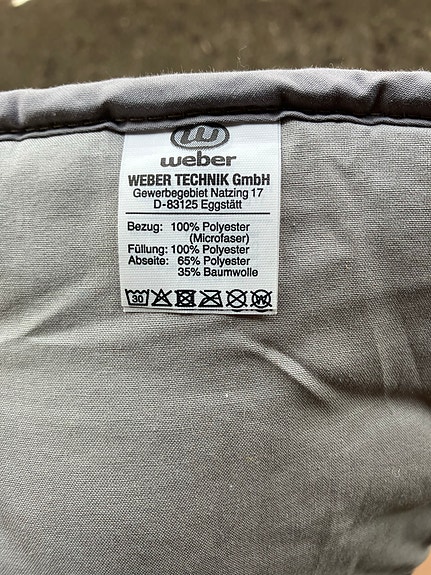 weber
WEBER TECHNIK GmbH
Gewerbegebiet Natzing 17
D-83125 Eggstätt
Bezug: 100% Polyester
(Microfaser)
Füllung: 100% Polyester
Abseite: 65% Polyester
35% Baumwolle
30 W